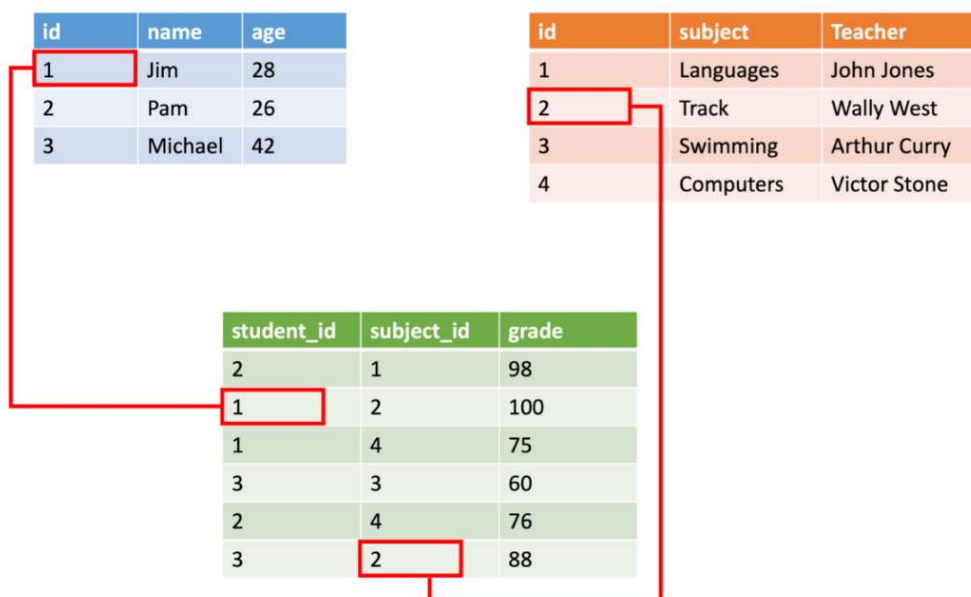 id name age
1 Jim 28
2 Pam 26
3 Michael 42
id subject Teacher
1 Languages John Jones
2 Track Wally West
3 Swimming Arthur Curry
4 Computers Victor Stone
student_id subject_id grade
2 1 98
1 2 100
1 4 75
3 3 60
2 4 76
3 2 88